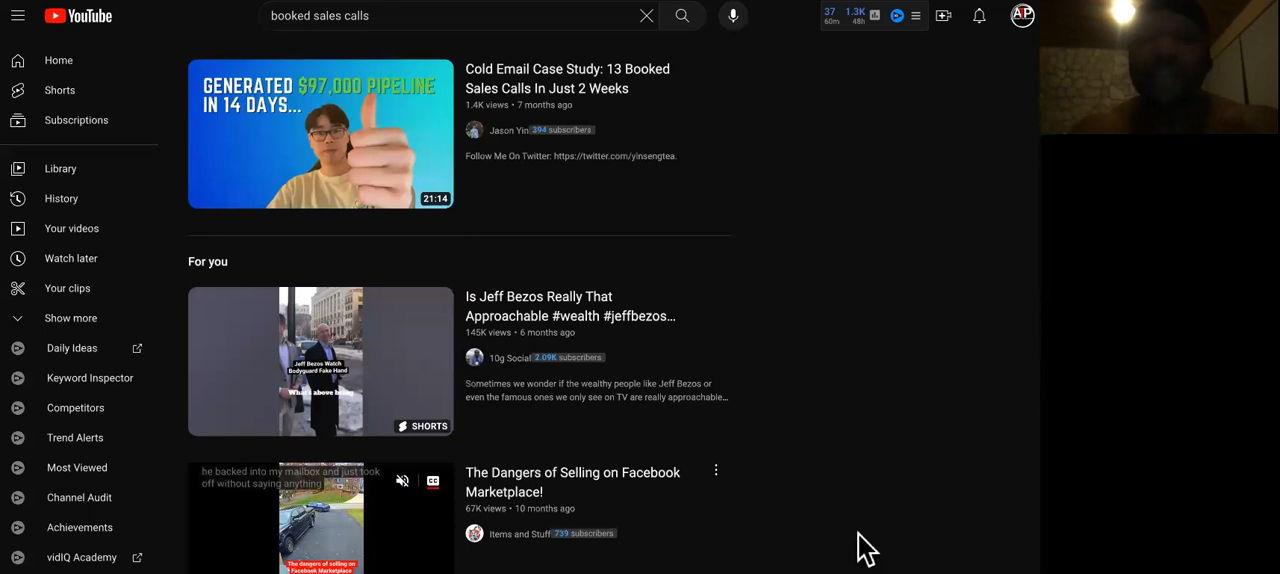 YouTube
booked sales calls
37
60m
1.3K
48h
Home
Shorts
Subscriptions
Library
History
Your videos
Watch later
Your clips
Show more
Daily Ideas
Keyword Inspector
Competitors
Trend Alerts
Most Viewed
Channel Audit
Achievements
vidIQ Academy
GENERATED $97,000 PIPELINE
IN 14 DAYS...
21:14
Cold Email Case Study: 13 Booked
Sales Calls In Just 2 Weeks
1.4K views • 7 months ago
Jason Yin 394 subscribers
Follow Me On Twitter: https://twitter.com/yinsengtea.
For you
Jeff Bezos Watch
Bodyguard Fake Hand
SHORTS
Is Jeff Bezos Really That
Approachable #wealth #jeffbezos...
145K views • 6 months ago
10g Social 2.09K subscribers
Sometimes we wonder if the wealthy people like Jeff Bezos or
even the famous ones we only see on TV are really approachable...
he backed into my mailbox and just took
off without saying anything
CC
The dangers of selling on
Facebook Marketplace
The Dangers of Selling on Facebook
Marketplace!
67K views • 10 months ago
Items and Stuff 739 subscribers